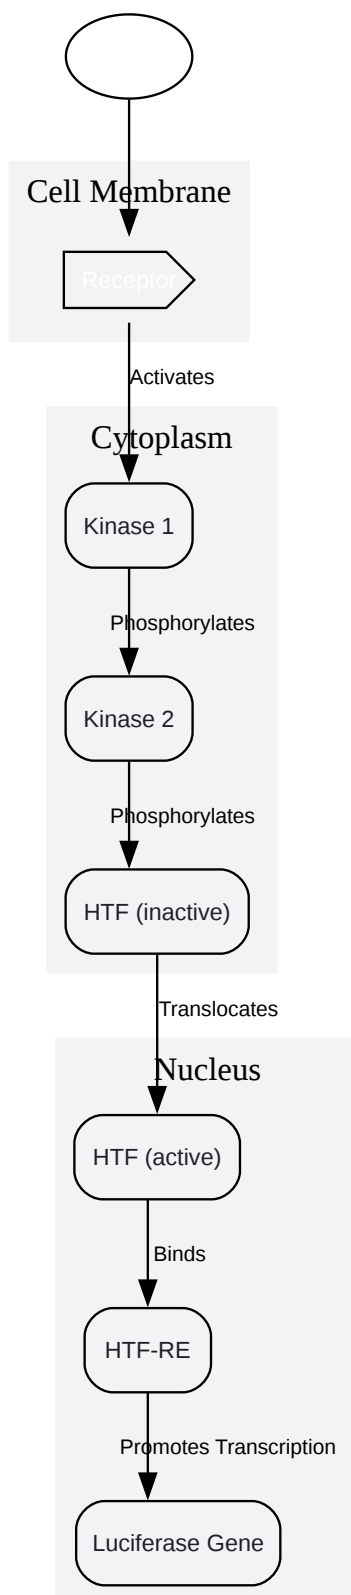 Cell Membrane
Receptor
Activates
Cytoplasm
Kinase 1
Phosphorylates
Kinase 2
Phosphorylates
HTF (inactive)
Translocates
Nucleus
HTF (active)
Binds
HTF-RE
Promotes Transcription
Luciferase Gene